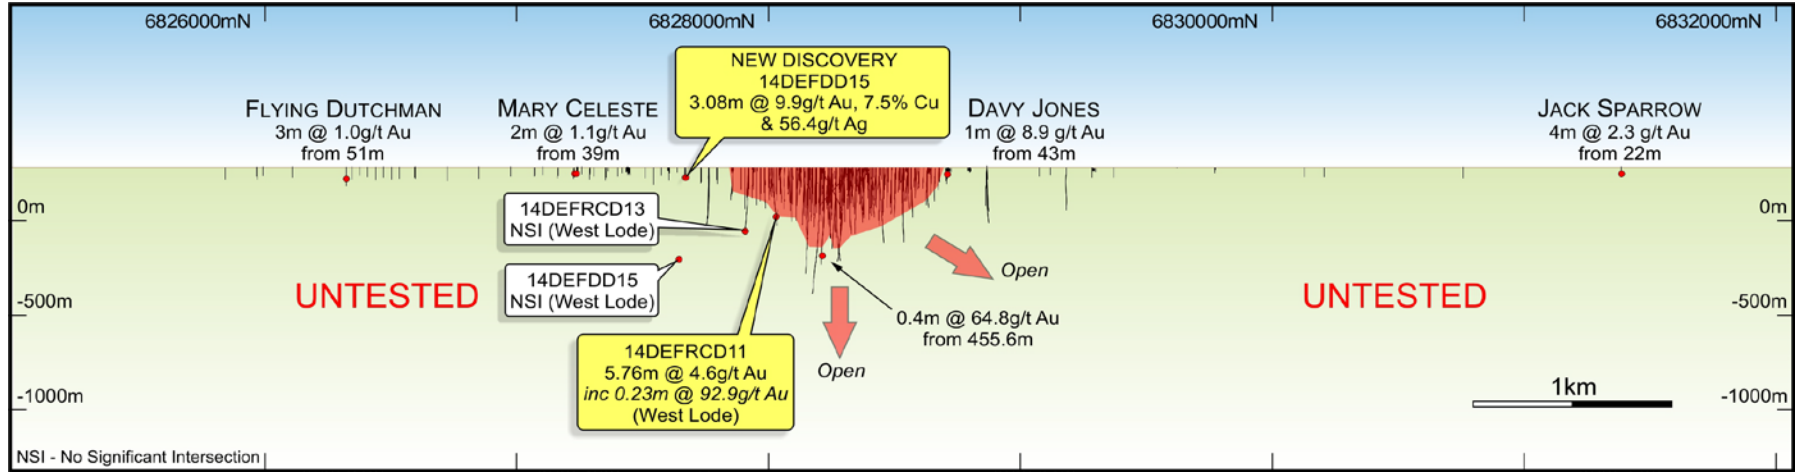 6826000mN
6828000mN
6830000mN
6832000mN
NEW DISCOVERY
14DEFDD15
3.08m @ 9.9g/t Au, 7.5% Cu
& 56.4g/t Ag
FLYING DUTCHMAN
3m @ 1.0g/t Au
from 51m
MARY CELESTE
2m @ 1.1g/t Au
from 39m
DAVY JONES
1m @ 8.9 g/t Au
from 43m
JACK SPARROW
4m @ 2.3 g/t Au
from 22m
0m
0m
14DEFRCD13
NSI (West Lode)
14DEFDD15
NSI (West Lode)
Open
UNTESTED
UNTESTED
-500m
-500m
0.4m @ 64.8g/t Au
from 455.6m
14DEFRCD11
5.76m @ 4.6g/t Au
inc 0.23m @ 92.9g/t Au
(West Lode)
Open
1km
-1000m
-1000m
NSI - No Significant Intersection